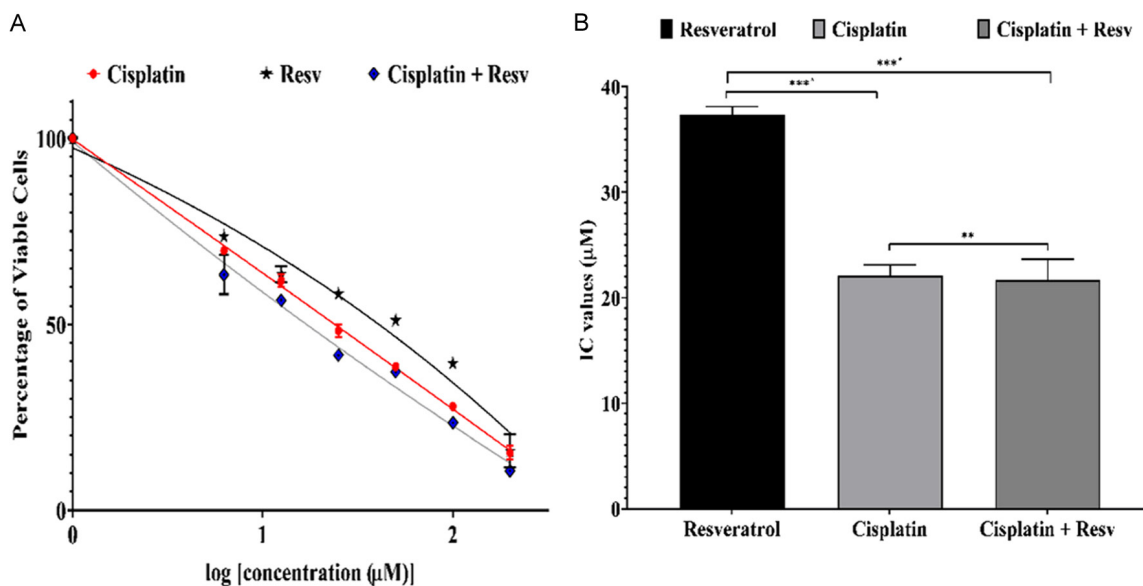 A
Cisplatin Resv Cisplatin + Resv
Percentage of Viable Cells
100
50
0
0 1 2
log [concentration (μM)]
B
Resveratrol Cisplatin Cisplatin + Resv
****
***^
**
IC values (μM)
40
30
20
10
0
Resveratrol Cisplatin Cisplatin + Resv